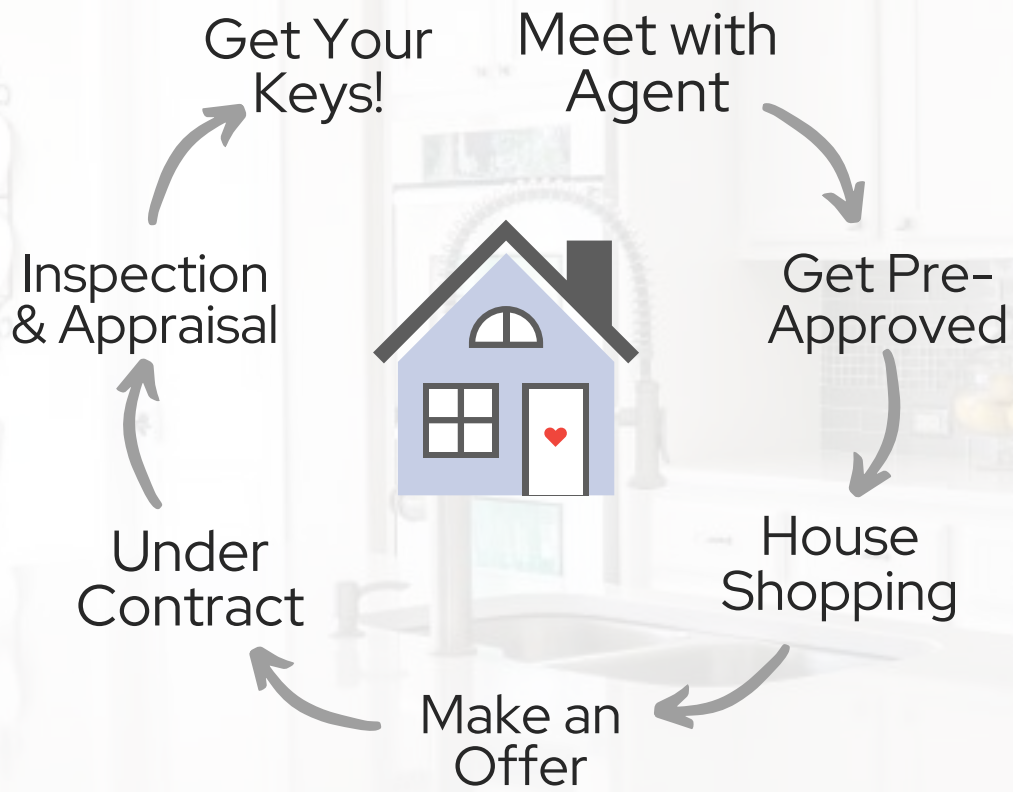 Meet with
Agent
Get Pre-
Approved
House
Shopping
Make an
Offer
Under
Contract
Inspection
& Appraisal
Get Your
Keys!